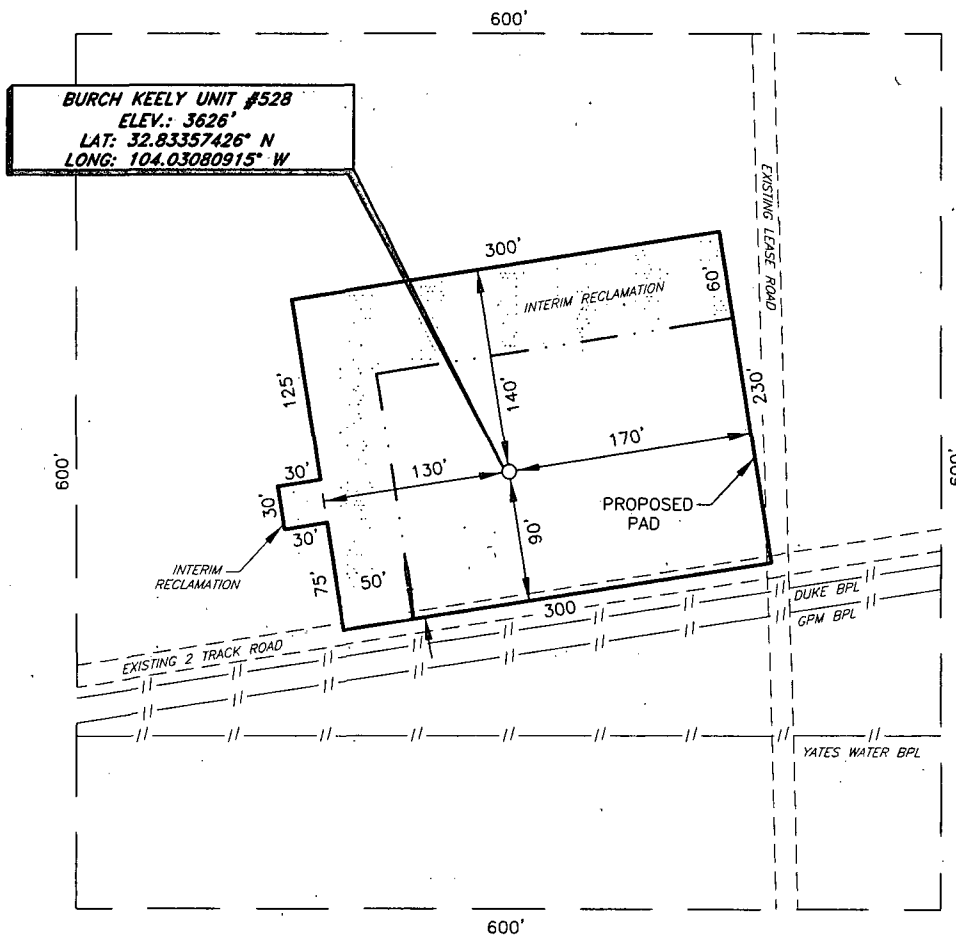 600'
BURCH KEELY UNIT #528
ELEV.: 3626'
LAT: 32.83357426° N
LONG: 104.03080915° W
EXISTING LEASE ROAD
300'
INTERIM RECLAMATION
60'
125'
140'
230'
600'
30'
130'
170'
600'
30'
PROPOSED
PAD
30'
90'
INTERIM
RECLAMATION
75'
50'
300
DUKE BPL
GPM BPL
EXISTING 2 TRACK ROAD
YATES WATER BPL
600'